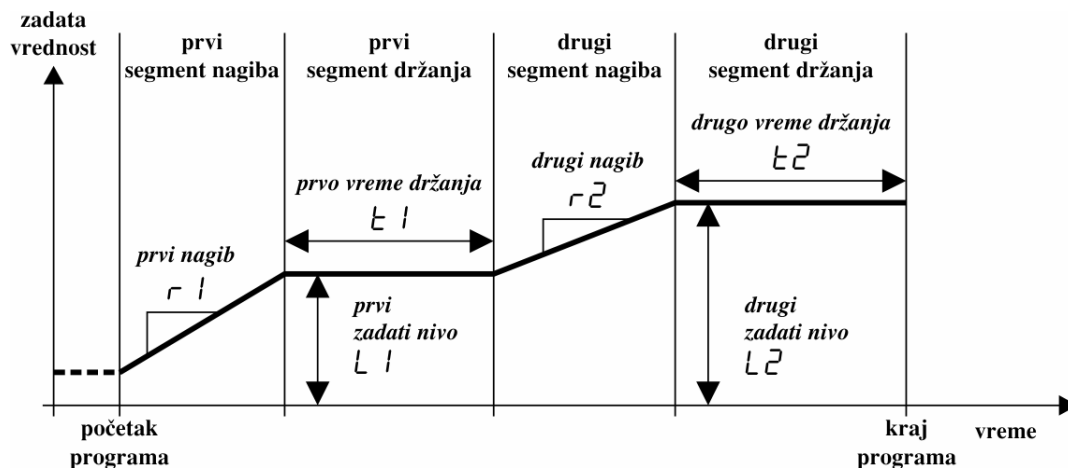 zadata
vrednost
prvi
segment nagiba
prvi
segment držanja
drugi
segment nagiba
drugi
segment držanja
prvi nagib
r1
prvo vreme držanja
t1
drugi nagib
r2
drugo vreme držanja
t2
prvi
zadati nivo
L1
drugi
zadati nivo
L2
početak
programa
kraj
programa
vreme